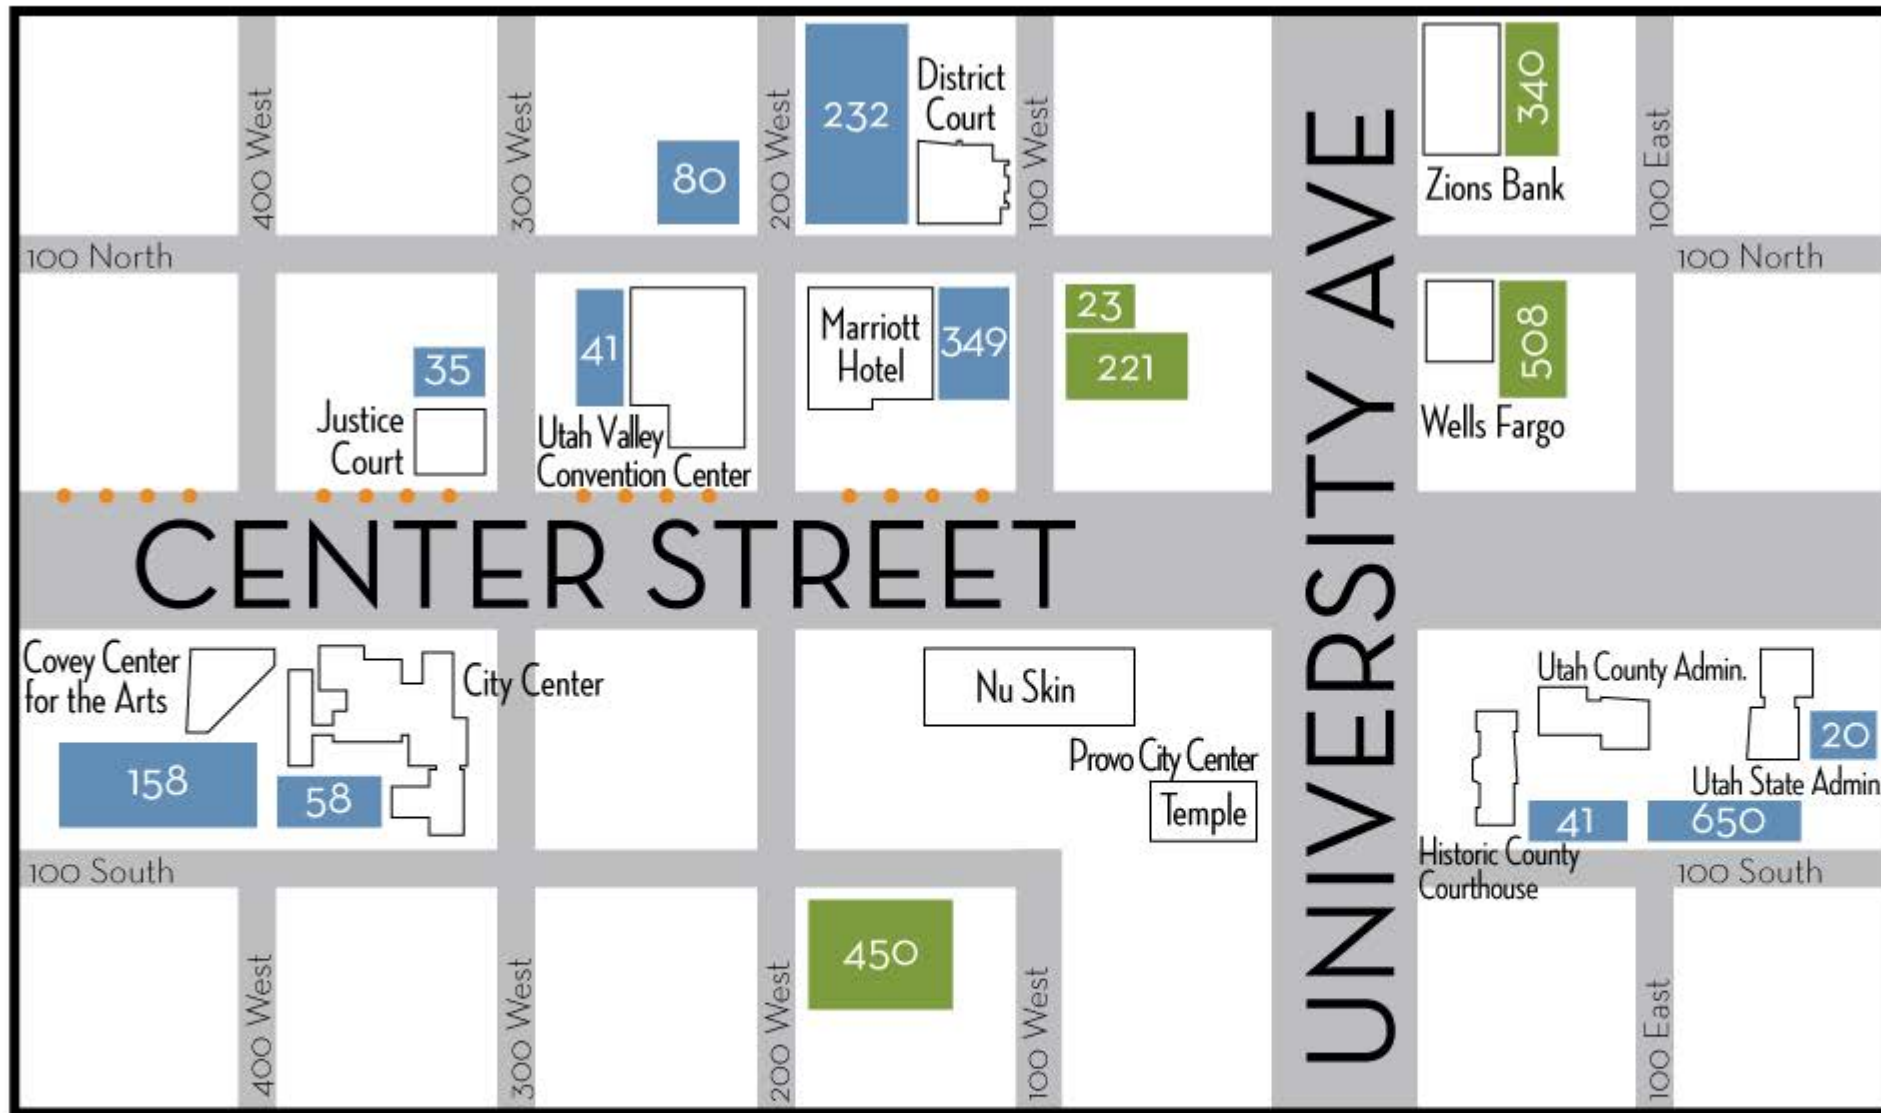 400 West
300 West
80
200 West
232
District
Court
100 West
340
Zions Bank
100 East
100 North
100 North
35
Justice
Court
41
Utah Valley
Convention Center
Marriott
Hotel
349
23
221
508
Wells Fargo
CENTER STREET
UNIVERSITY AVE
Covey Center
for the Arts
158
58
City Center
Nu Skin
Provo City Center
Temple
Utah County Admin.
20
Utah State Admin
41
650
Historic County
Courthouse
100 South
100 South
400 West
300 West
200 West
450
100 West
100 East